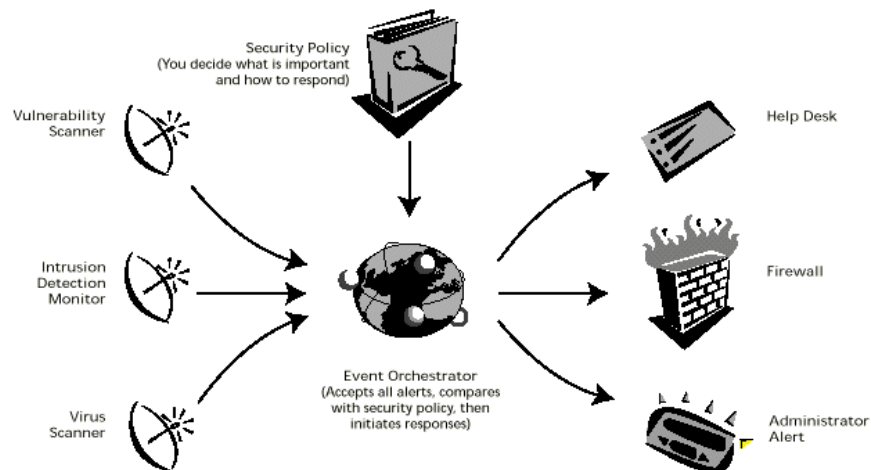 Security Policy
(You decide what is important
and how to respond)
Vulnerability
Scanner
Help Desk
Intrusion
Detection
Monitor
Firewall
Event Orchestrator
(Accepts all alerts, compares
with security policy, then
initiates responses)
Virus
Scanner
Administrator
Alert